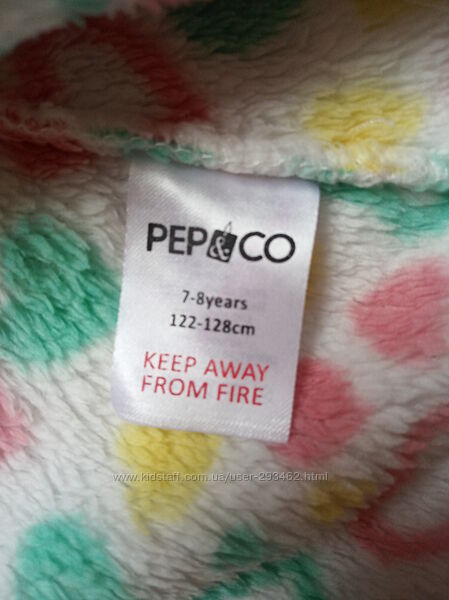 PEP&CO
7-8years
122-128cm
KEEP AWAY
FROM FIRE
www.kidstaff.com.ua/user-293462.html